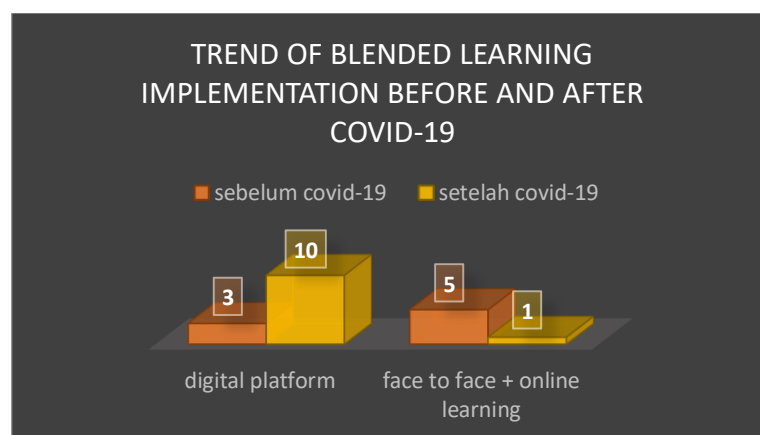 TREND OF BLENDED LEARNING
IMPLEMENTATION BEFORE AND AFTER
COVID-19
sebelum covid-19 setelah covid-19
3 10 5 1
digital platform face to face + online
learning